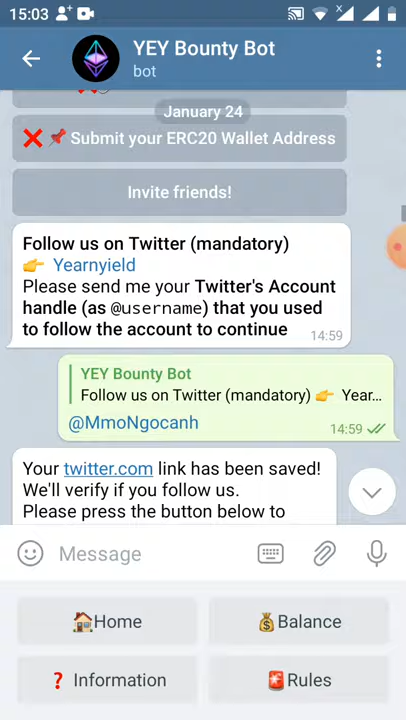 15:03
YEY Bounty Bot
bot
January 24
❌📌 Submit your ERC20 Wallet Address
Invite friends!
Follow us on Twitter (mandatory)
👉 Yearnyield
Please send me your Twitter's Account
handle (as @username) that you used
to follow the account to continue
14:59
YEY Bounty Bot
Follow us on Twitter (mandatory) 👉 Year...
@MmoNgocanh
14:59
Your twitter.com link has been saved!
We'll verify if you follow us.
Please press the button below to
Message
🏠Home
💰Balance
❓ Information
🚨Rules